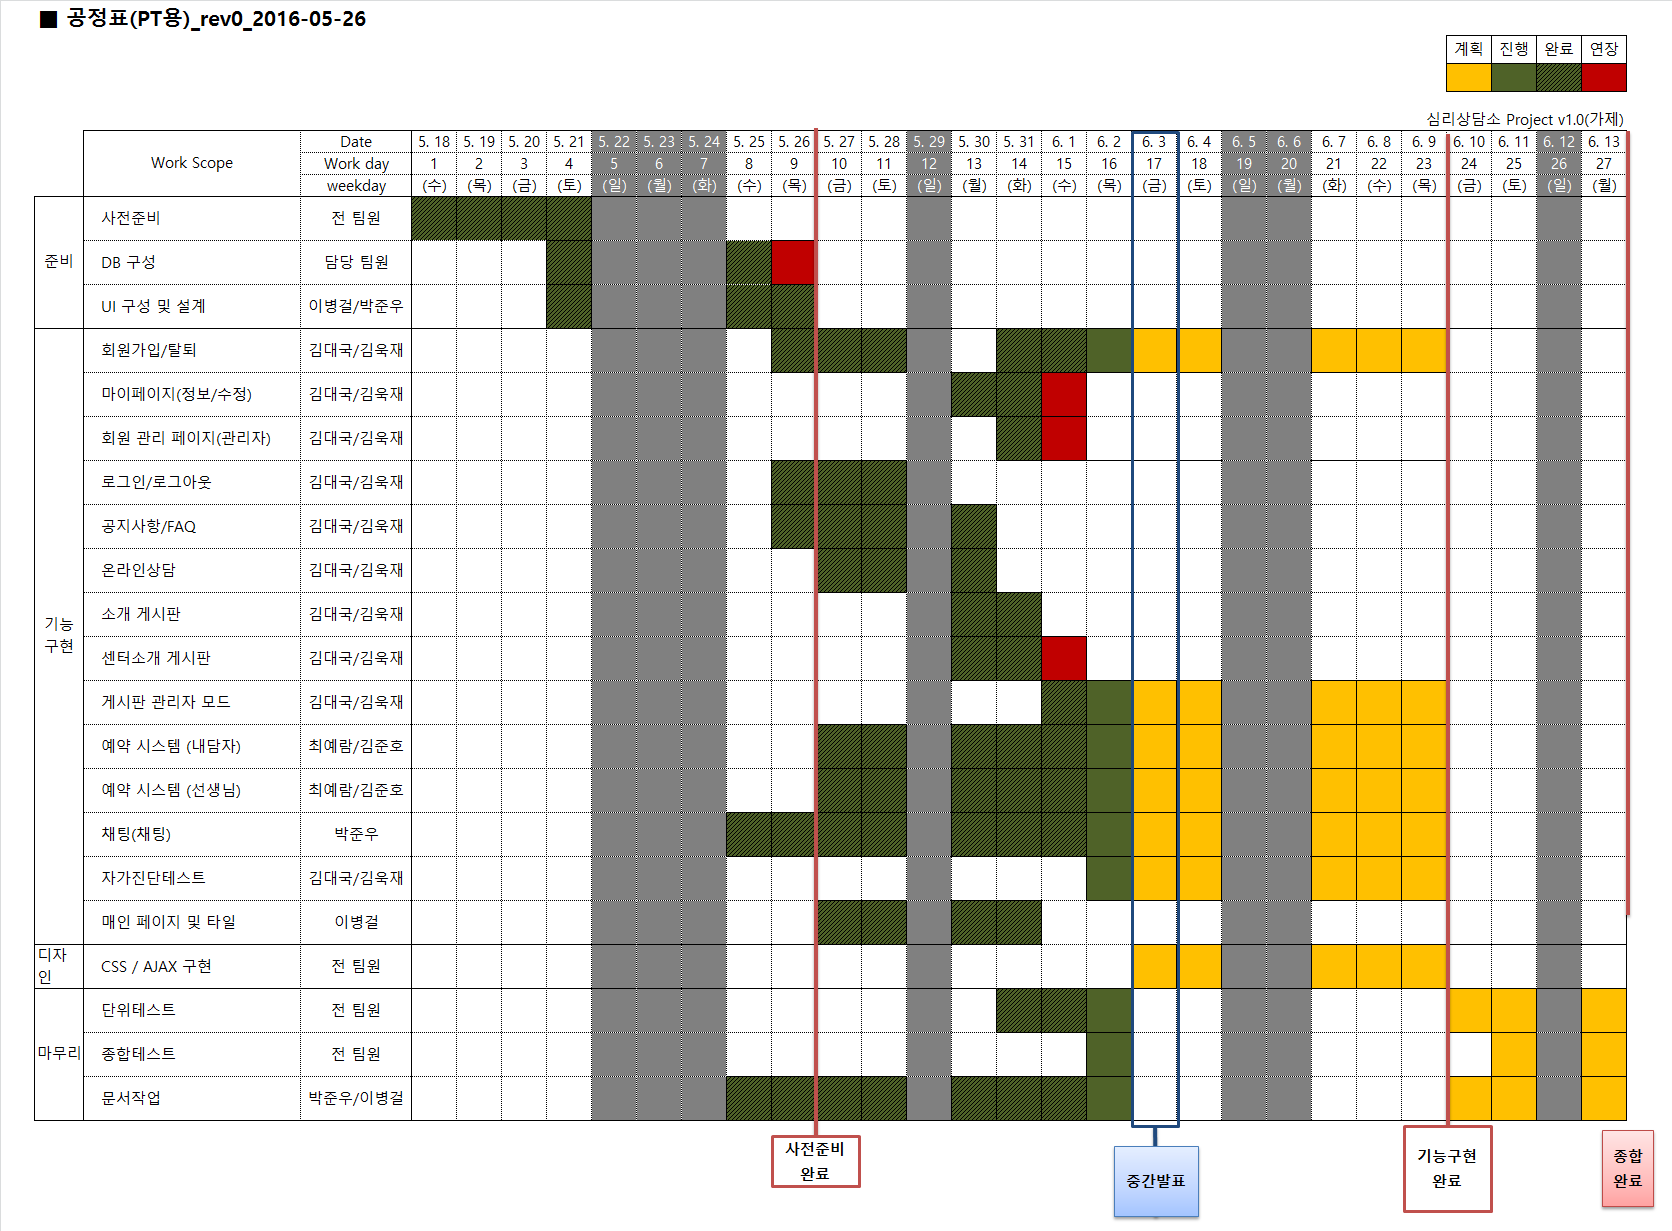 ■ 공정표(PT용)_rev0_2016-05-26
계획 진행 완료 연장
심리상담소 Project v1.0(가제)
Work Scope
Date 5. 18 5. 19 5. 20 5. 21 5. 22 5. 23 5. 24 5. 25 5. 26 5. 27 5. 28 5. 29 5. 30 5. 31 6. 1 6. 2 6. 3 6. 4 6. 5 6. 6 6. 7 6. 8 6. 9 6. 10 6. 11 6. 12 6. 13
Work day 1 2 3 4 5 6 7 8 9 10 11 12 13 14 15 16 17 18 19 20 21 22 23 24 25 26 27
weekday (수) (목) (금) (토) (일) (월) (화) (수) (목) (금) (토) (일) (월) (화) (수) (목) (금) (토) (일) (월) (화) (수) (목) (금) (토) (일) (월)
준비
사전준비 전 팀원
DB 구성 담당 팀원
UI 구성 및 설계 이병걸/박준우
기능
구현
회원가입/탈퇴 김대국/김욱재
마이페이지(정보/수정) 김대국/김욱재
회원 관리 페이지(관리자) 김대국/김욱재
로그인/로그아웃 김대국/김욱재
공지사항/FAQ 김대국/김욱재
온라인상담 김대국/김욱재
소개 게시판 김대국/김욱재
센터소개 게시판 김대국/김욱재
게시판 관리자 모드 김대국/김욱재
예약 시스템 (내담자) 최예람/김준호
예약 시스템 (선생님) 최예람/김준호
채팅(채팅) 박준우
자가진단테스트 김대국/김욱재
매인 페이지 및 타일 이병걸
디자
인
CSS / AJAX 구현 전 팀원
마무리
단위테스트 전 팀원
종합테스트 전 팀원
문서작업 박준우/이병걸
사전준비
완료
중간발표
기능구현
완료
종합
완료